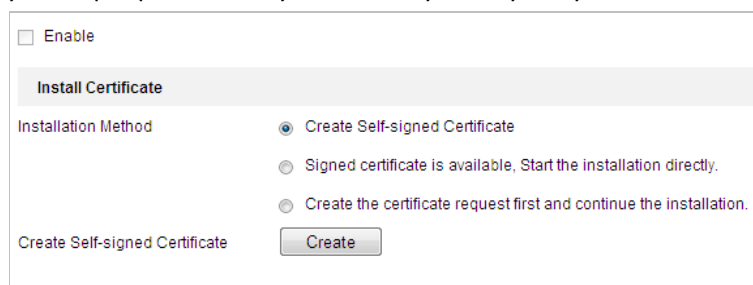 Enable
Install Certificate
Installation Method
Create Self-signed Certificate
Signed certificate is available, Start the installation directly.
Create the certificate request first and continue the installation.
Create Self-signed Certificate
Create